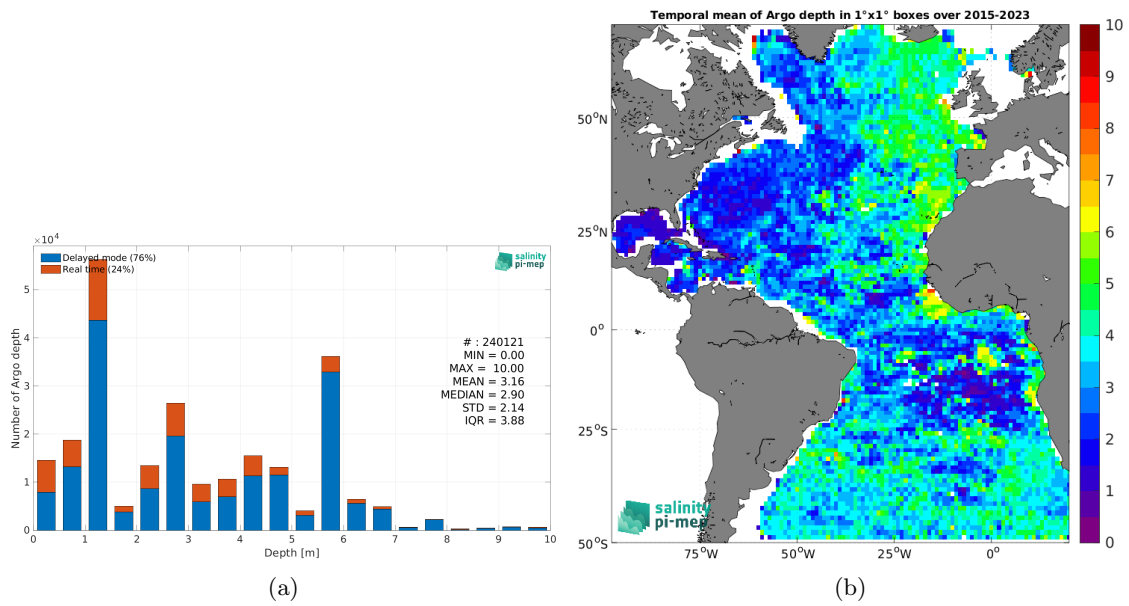 ×10⁴
Delayed mode (76%)
Real time (24%)
salinity
pi-mep
# : 240121
MIN = 0.00
MAX = 10.00
MEAN = 3.16
MEDIAN = 2.90
STD = 2.14
IQR = 3.88
Number of Argo depth
5
4
3
2
1
0
0 1 2 3 4 5 6 7 8 9 10
Depth [m]
(a)
Temporal mean of Argo depth in 1°x1° boxes over 2015-2023
50°N
25°N
0°
25°S
50°S
75°W 50°W 25°W 0°
salinity
pi-mep
10
9
8
7
6
5
4
3
2
1
0
(b)